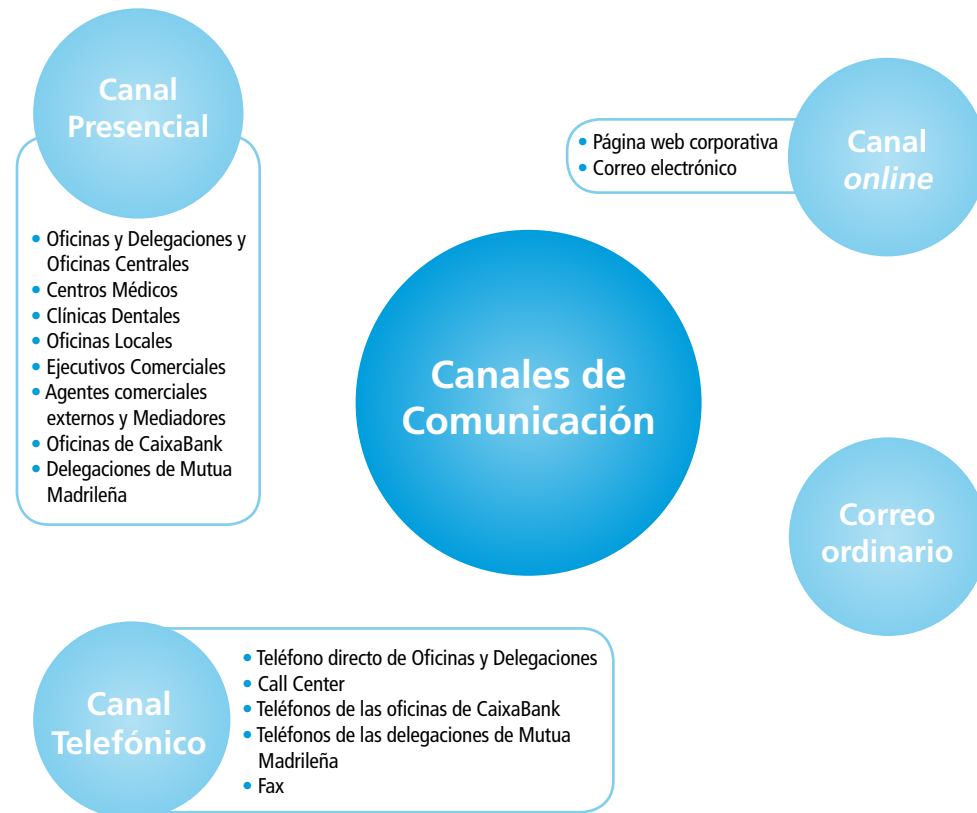 Canal
Presencial
• Oficinas y Delegaciones y
Oficinas Centrales
• Centros Médicos
• Clínicas Dentales
• Oficinas Locales
• Ejecutivos Comerciales
• Agentes comerciales
externos y Mediadores
• Oficinas de CaixaBank
• Delegaciones de Mutua
Madrileña
• Página web corporativa
• Correo electrónico
Canal
online
Canales de
Comunicación
Correo
ordinario
Canal
Telefónico
• Teléfono directo de Oficinas y Delegaciones
• Call Center
• Teléfonos de las oficinas de CaixaBank
• Teléfonos de las delegaciones de Mutua
Madrileña
• Fax